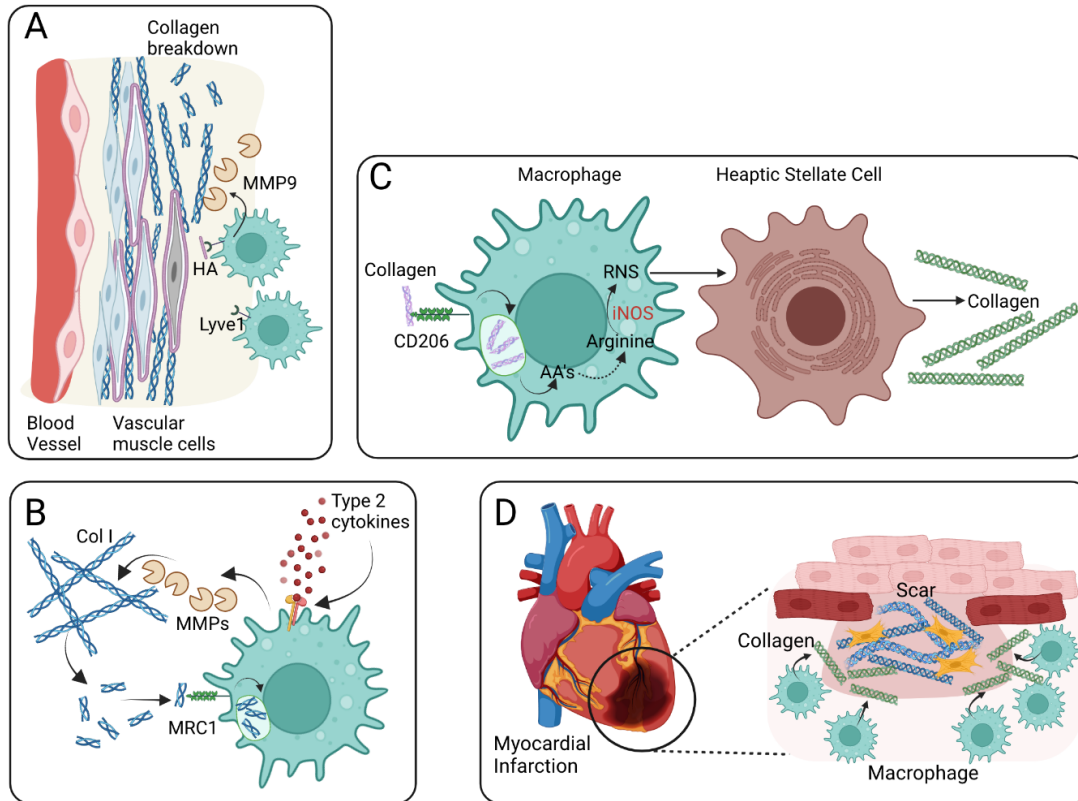 A
Collagen
breakdown
MMP9
HA
Lyve1
Blood
Vessel
Vascular
muscle cells
C
Macrophage
Heaptic Stellate Cell
Collagen
CD206
RNS
iNOS
Arginine
AA's
Collagen
B
Col I
Type 2
cytokines
MMPs
MRC1
D
Myocardial
Infarction
Scar
Collagen
Macrophage